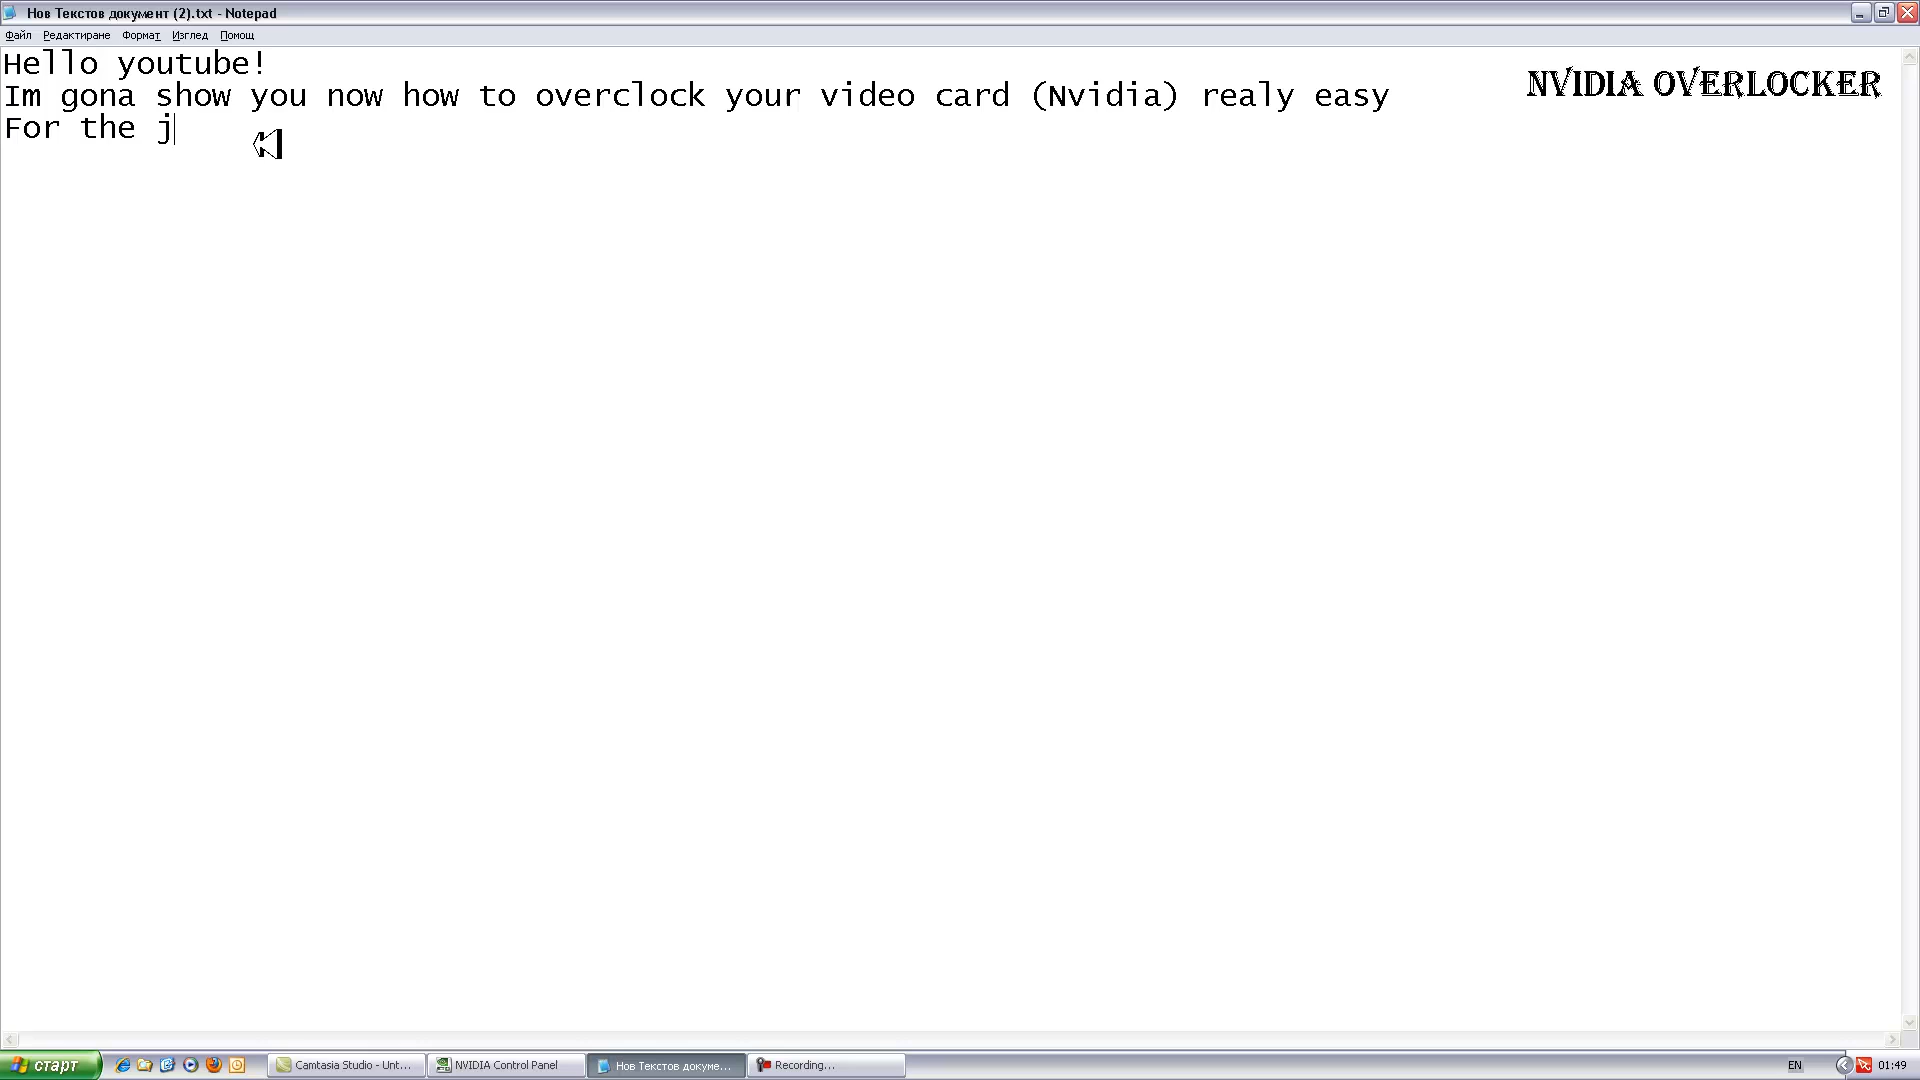 Нов Текстов документ (2).txt - Notepad
Файл Редактиране Формат Изглед Помощ
Hello youtube!
NVIDIA OVERLOCKER
Im gona show you now how to overclock your video card (Nvidia) realy easy
For the j
старт Camtasia Studio - Unt... NVIDIA Control Panel Нов Текстов докуме... Recording... EN 01:49